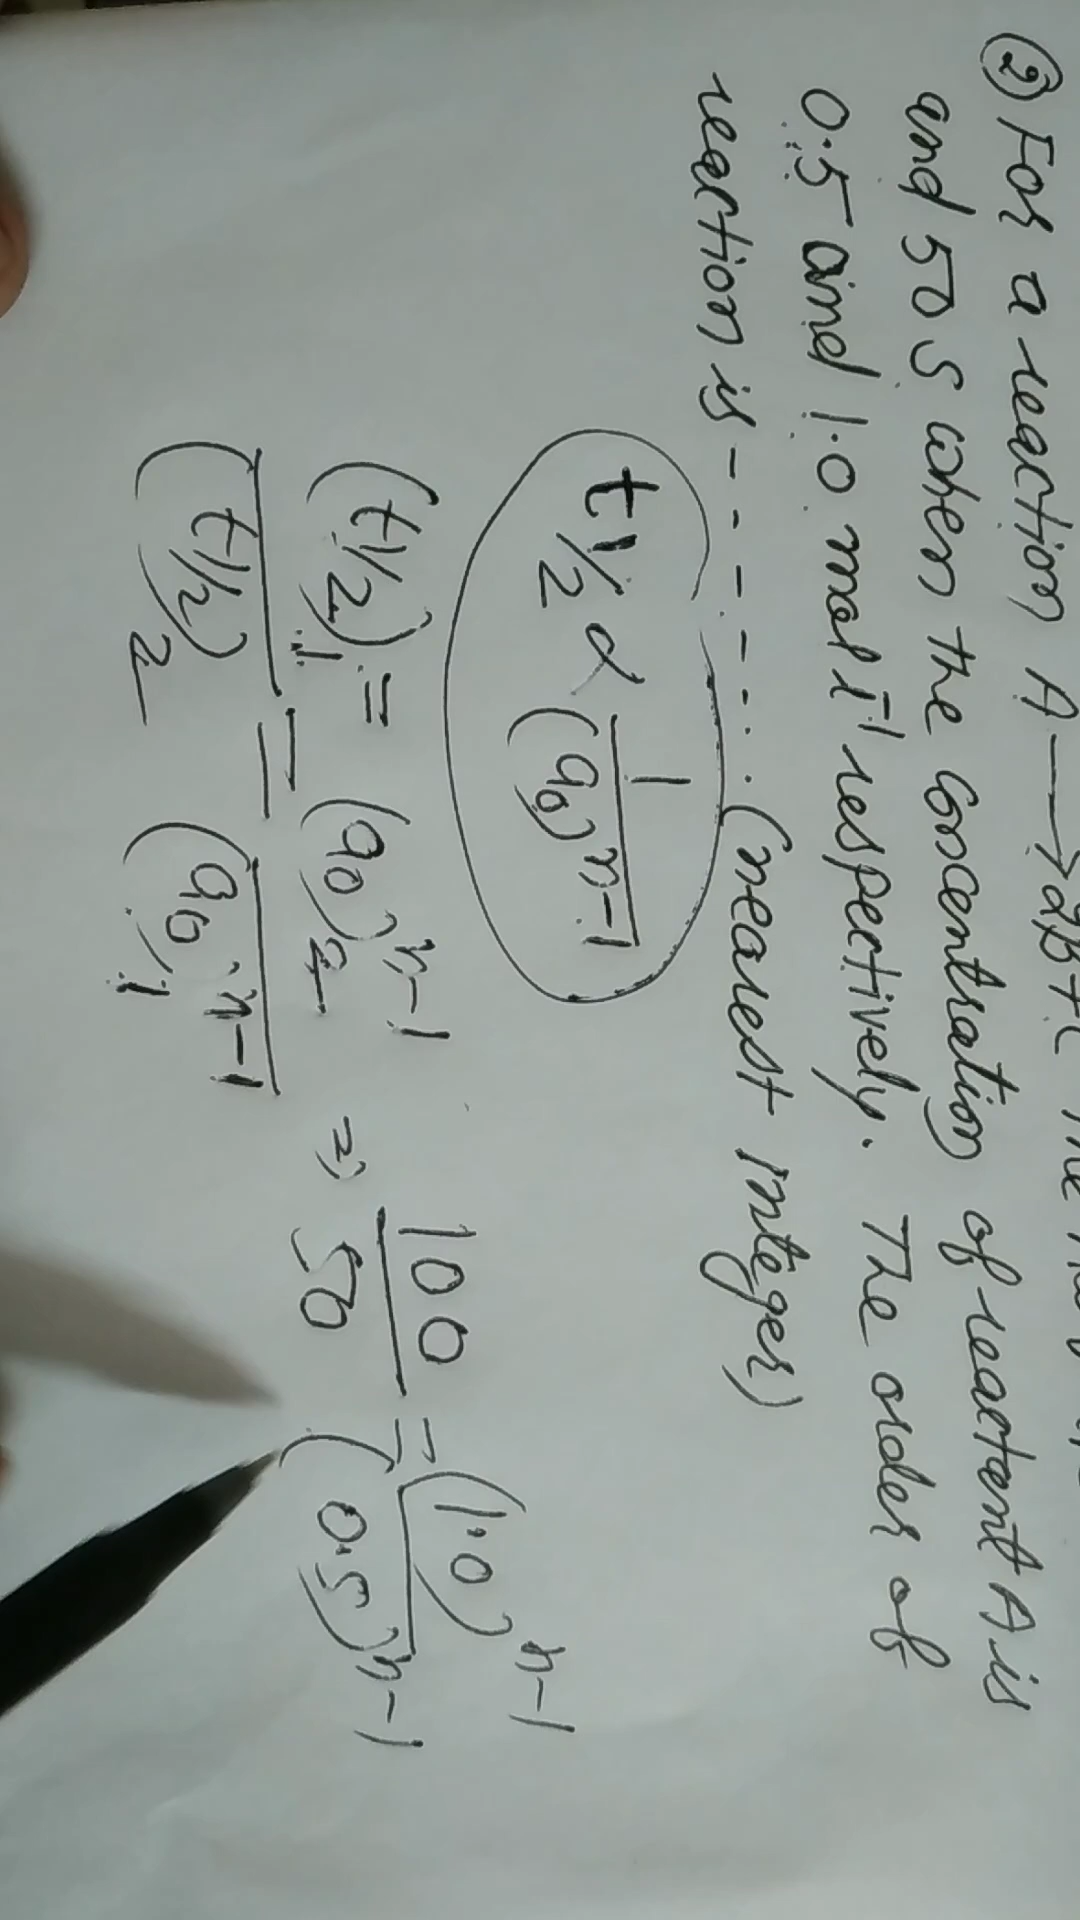 ② For a reaction A → 2B + C The
and 50 s when the concentration of reactant A is
0.5 and 1.0 mol L⁻¹ respectively. The order of
reaction is - - - - - . . . (nearest integer)
t1/2 ∝ 1/(a₀)ⁿ⁻¹
(t1/2)₁/(t1/2)₂ = (a₀)₂ⁿ⁻¹/(a₀)₁ⁿ⁻¹ ⇒ 100/50 = (1.0)ⁿ⁻¹/(0.5)ⁿ⁻¹